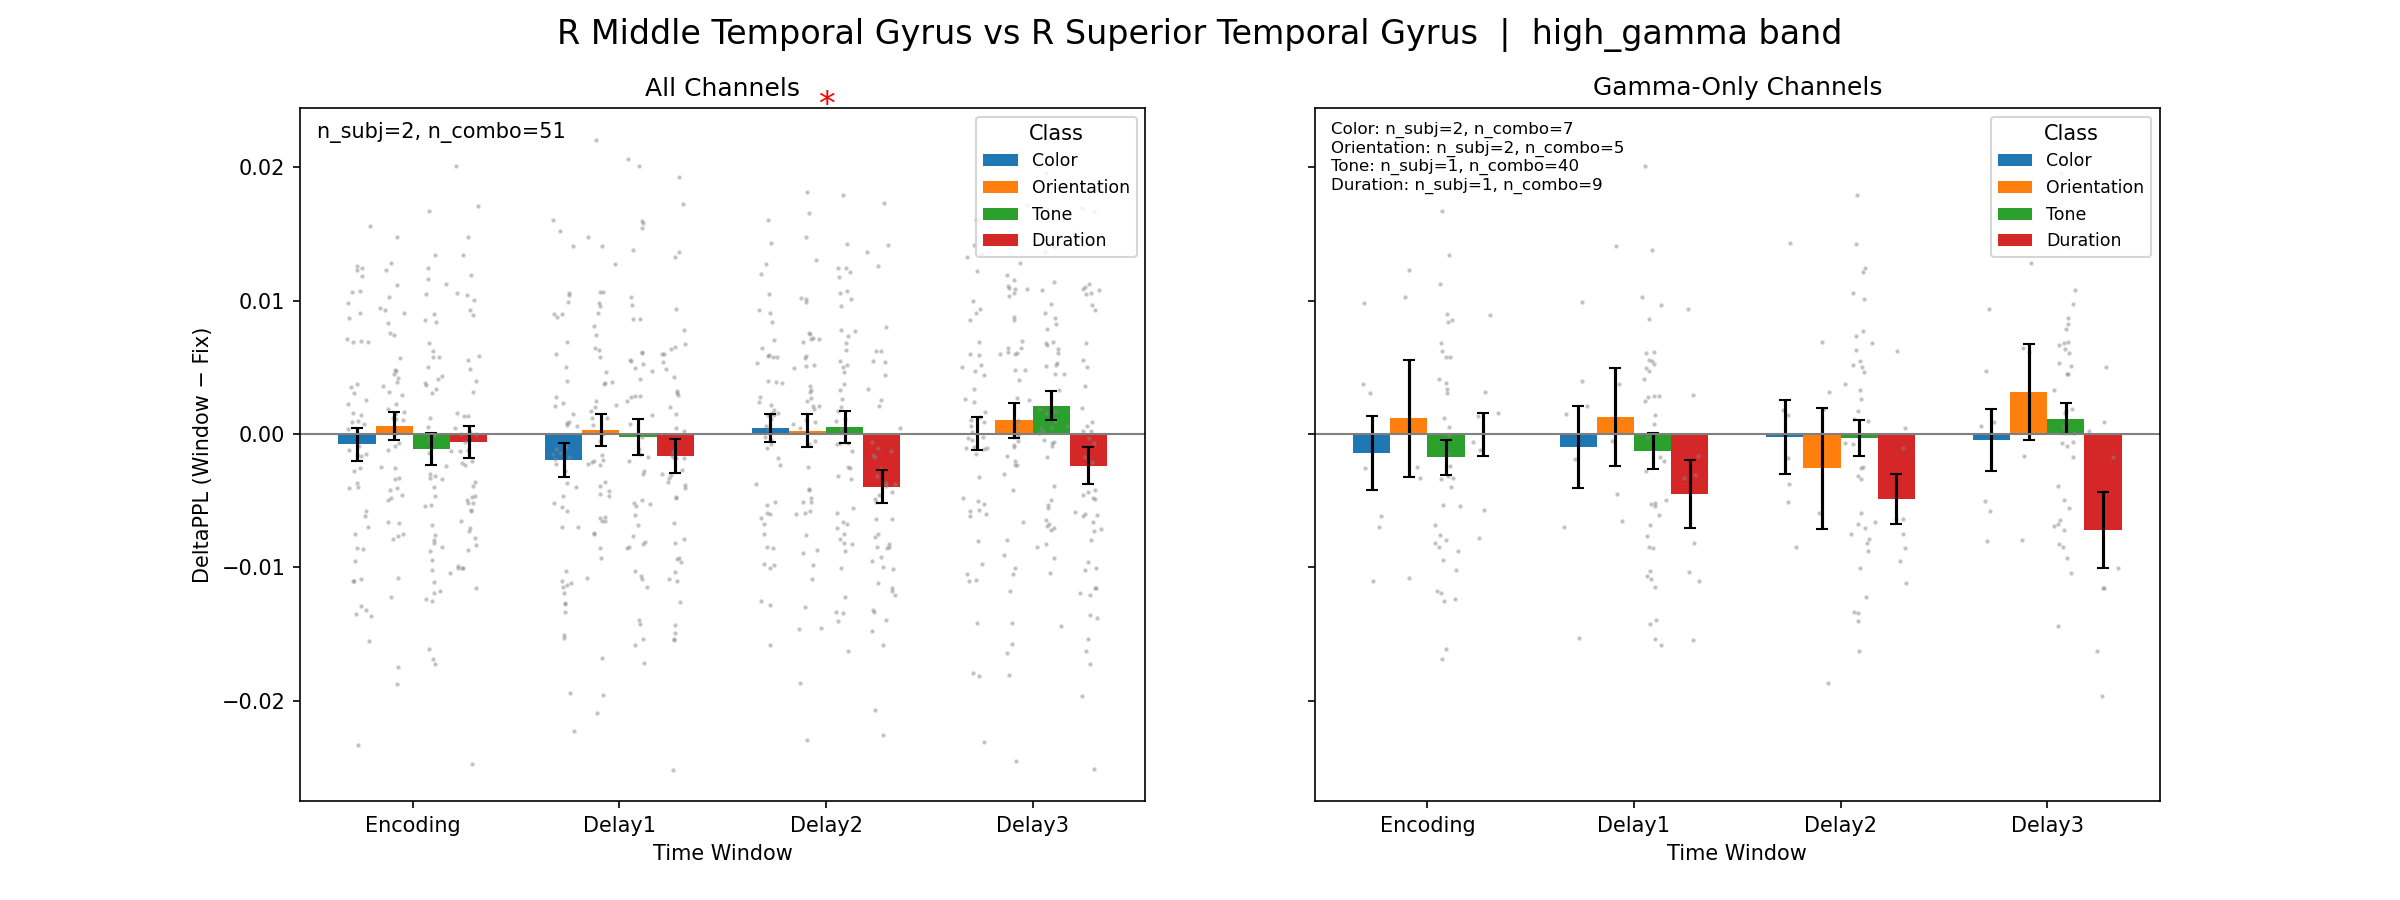 R Middle Temporal Gyrus vs R Superior Temporal Gyrus | high_gamma band
All Channels
*
n_subj=2, n_combo=51
Class
Color
Orientation
Tone
Duration
DeltaPPL (Window − Fix)
0.02
0.01
0.00
−0.01
−0.02
Encoding
Delay1
Delay2
Delay3
Time Window
Gamma-Only Channels
Color: n_subj=2, n_combo=7
Orientation: n_subj=2, n_combo=5
Tone: n_subj=1, n_combo=40
Duration: n_subj=1, n_combo=9
Class
Color
Orientation
Tone
Duration
Encoding
Delay1
Delay2
Delay3
Time Window